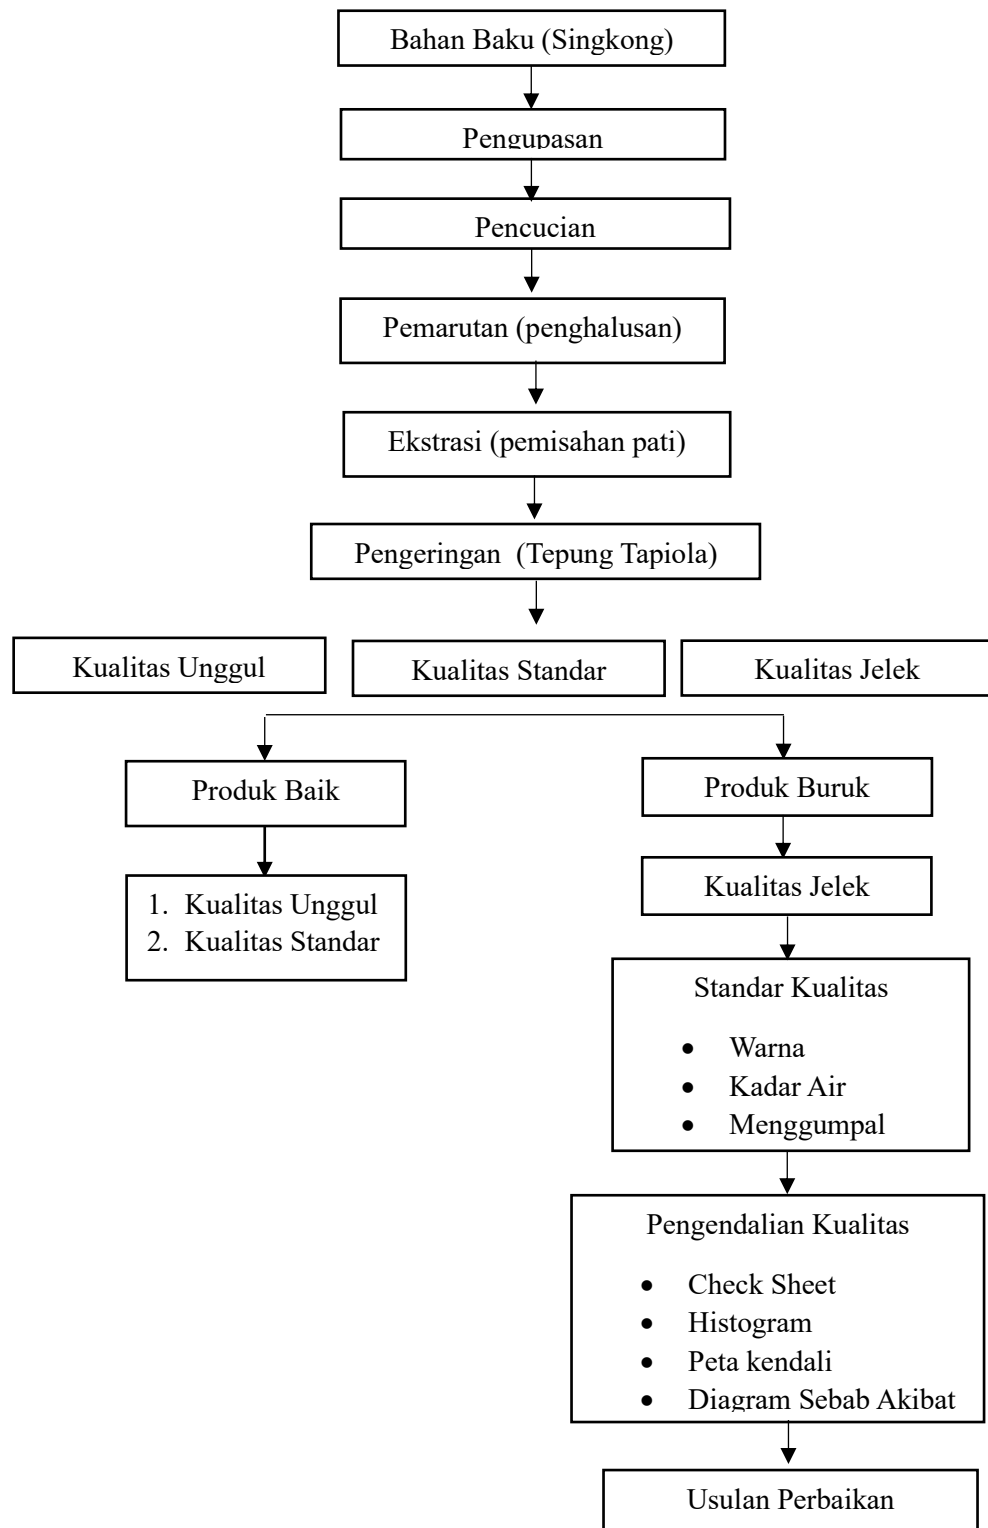 Bahan Baku (Singkong)
Pengupasan
Pencucian
Pemarutan (penghalusan)
Ekstrasi (pemisahan pati)
Pengeringan  (Tepung Tapiola)
Kualitas Unggul
Kualitas Standar
Kualitas Jelek
Produk Baik
1. Kualitas Unggul
2. Kualitas Standar
Produk Buruk
Kualitas Jelek
Standar Kualitas
• Warna
• Kadar Air
• Menggumpal
Pengendalian Kualitas
• Check Sheet
• Histogram
• Peta kendali
• Diagram Sebab Akibat
Usulan Perbaikan